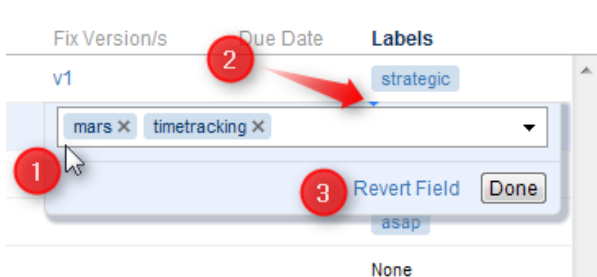 Fix Version/s Due Date Labels
2
v1 strategic
mars × timetracking ×
1
3 Revert Field Done
asap
None